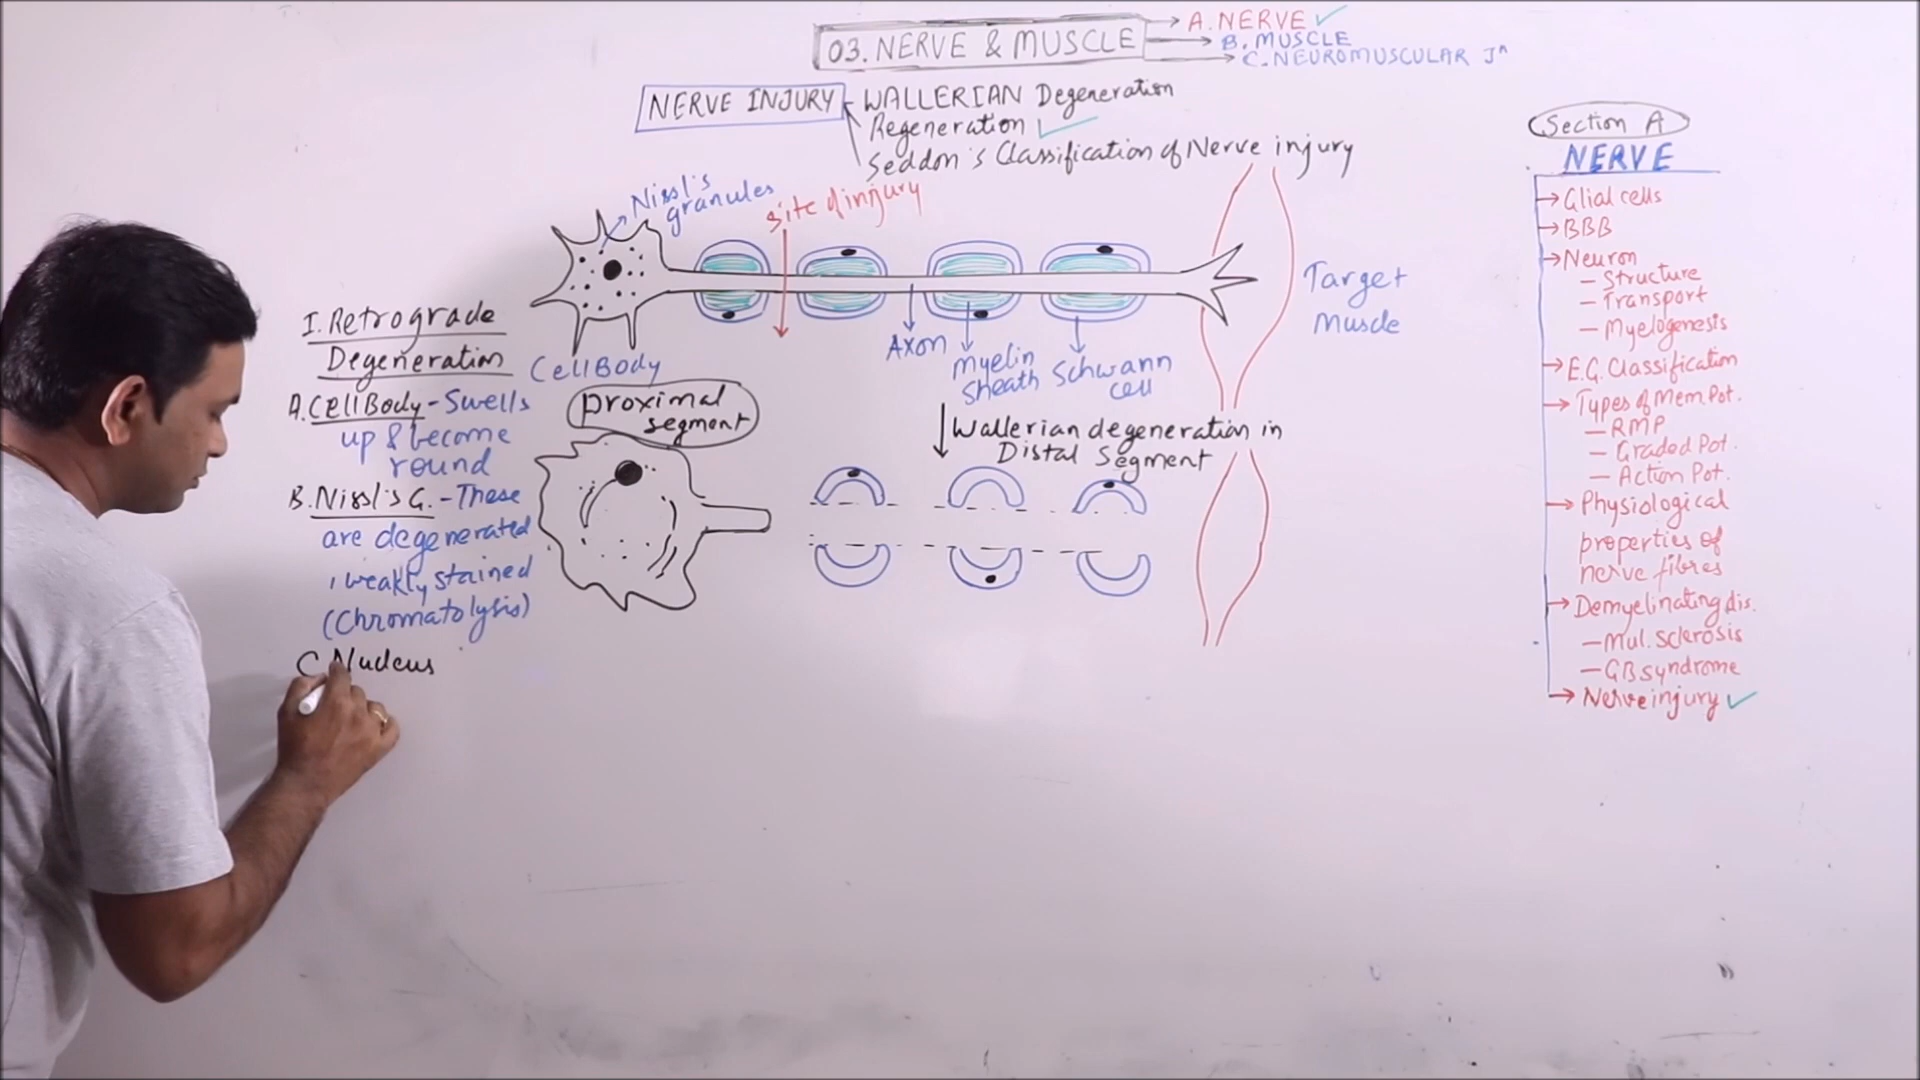 03. NERVE & MUSCLE
A. NERVE ✓
B. MUSCLE
C. NEUROMUSCULAR Jⁿ
NERVE INJURY
WALLERIAN Degeneration
Regeneration ✓
Seddon's Classification of Nerve injury
Nissl's
granules
site of injury
Cell Body
Axon
Myelin
Sheath
Schwann
cell
Target
Muscle
I. Retrograde
Degeneration
A. Cell Body - Swells
up & become
round
B. Nissl's G. - These
are degenerated
, weakly stained
(Chromatolysis)
C. Nucleus
Proximal
segment
Wallerian degeneration in
Distal Segment
Section A
NERVE
→ Glial cells
→ BBB
→ Neuron
— Structure
— Transport
— Myelogenesis
→ E.G. Classification
→ Types of Mem. Pot.
— RMP
— Graded Pot.
— Action Pot.
→ Physiological
properties of
nerve fibres
→ Demyelinating dis.
— Mul. Sclerosis
— GB syndrome
→ Nerve injury ✓